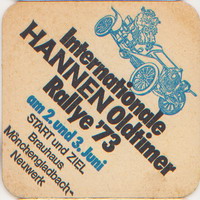 Internationale
HANNEN Oldtimer
Rallye '73
am 2. und 3. Juni
START und ZIEL
Brauhaus
Mönchengladbach-
Neuwerk